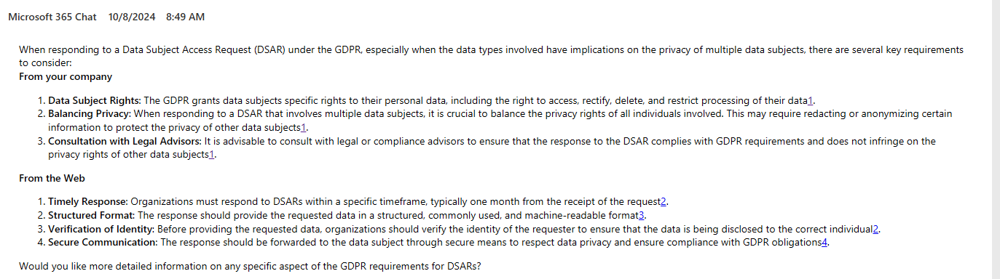 Microsoft 365 Chat 10/8/2024 8:49 AM
When responding to a Data Subject Access Request (DSAR) under the GDPR, especially when the data types involved have implications on the privacy of multiple data subjects, there are several key requirements
to consider:
From your company
1. Data Subject Rights: The GDPR grants data subjects specific rights to their personal data, including the right to access, rectify, delete, and restrict processing of their data1.
2. Balancing Privacy: When responding to a DSAR that involves multiple data subjects, it is crucial to balance the privacy rights of all individuals involved. This may require redacting or anonymizing certain
information to protect the privacy of other data subjects1.
3. Consultation with Legal Advisors: It is advisable to consult with legal or compliance advisors to ensure that the response to the DSAR complies with GDPR requirements and does not infringe on the
privacy rights of other data subjects1.
From the Web
1. Timely Response: Organizations must respond to DSARs within a specific timeframe, typically one month from the receipt of the request2.
2. Structured Format: The response should provide the requested data in a structured, commonly used, and machine-readable format3.
3. Verification of Identity: Before providing the requested data, organizations should verify the identity of the requester to ensure that the data is being disclosed to the correct individual2.
4. Secure Communication: The response should be forwarded to the data subject through secure means to respect data privacy and ensure compliance with GDPR obligations4.
Would you like more detailed information on any specific aspect of the GDPR requirements for DSARs?